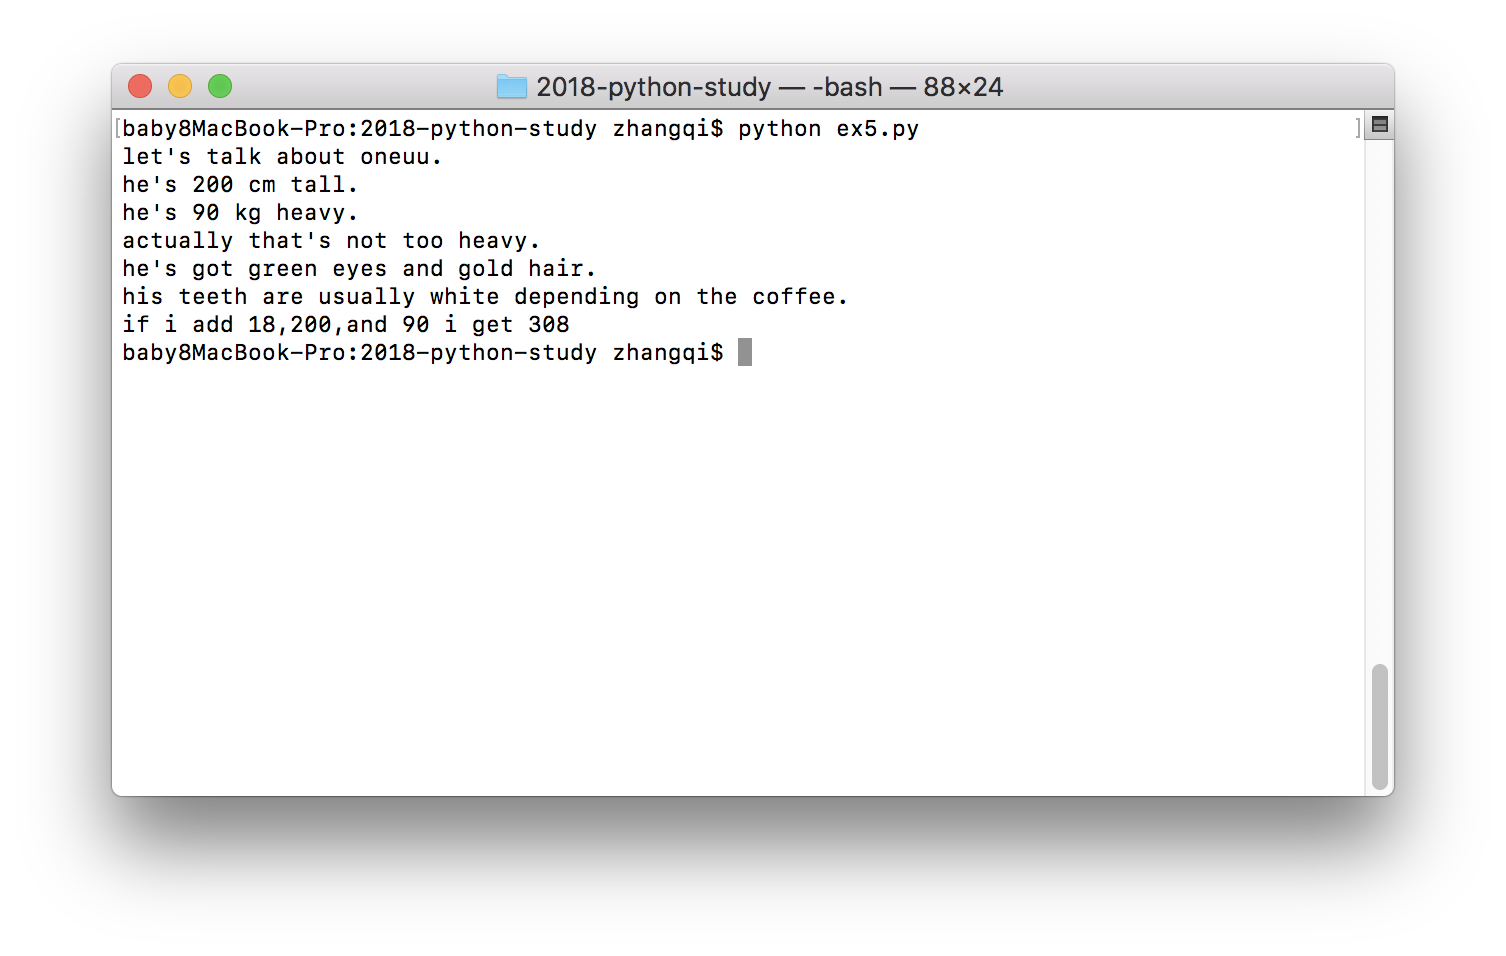 2018-python-study — -bash — 88×24
[baby8MacBook-Pro:2018-python-study zhangqi$ python ex5.py]
let's talk about oneuu.
he's 200 cm tall.
he's 90 kg heavy.
actually that's not too heavy.
he's got green eyes and gold hair.
his teeth are usually white depending on the coffee.
if i add 18,200,and 90 i get 308
baby8MacBook-Pro:2018-python-study zhangqi$